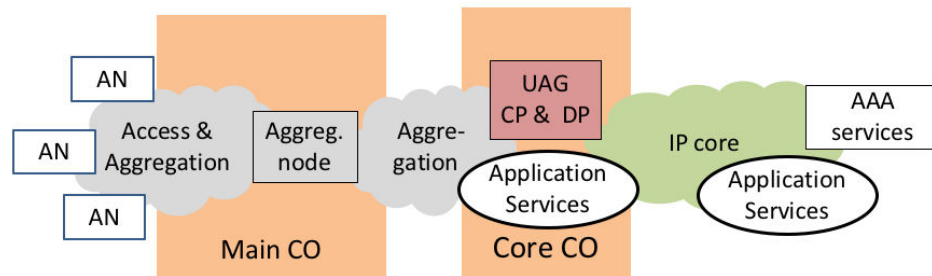 AN
AN
AN
Access &
Aggregation
Aggreg.
node
Main CO
Aggre-
gation
UAG
CP & DP
Application
Services
Core CO
IP core
AAA
services
Application
Services